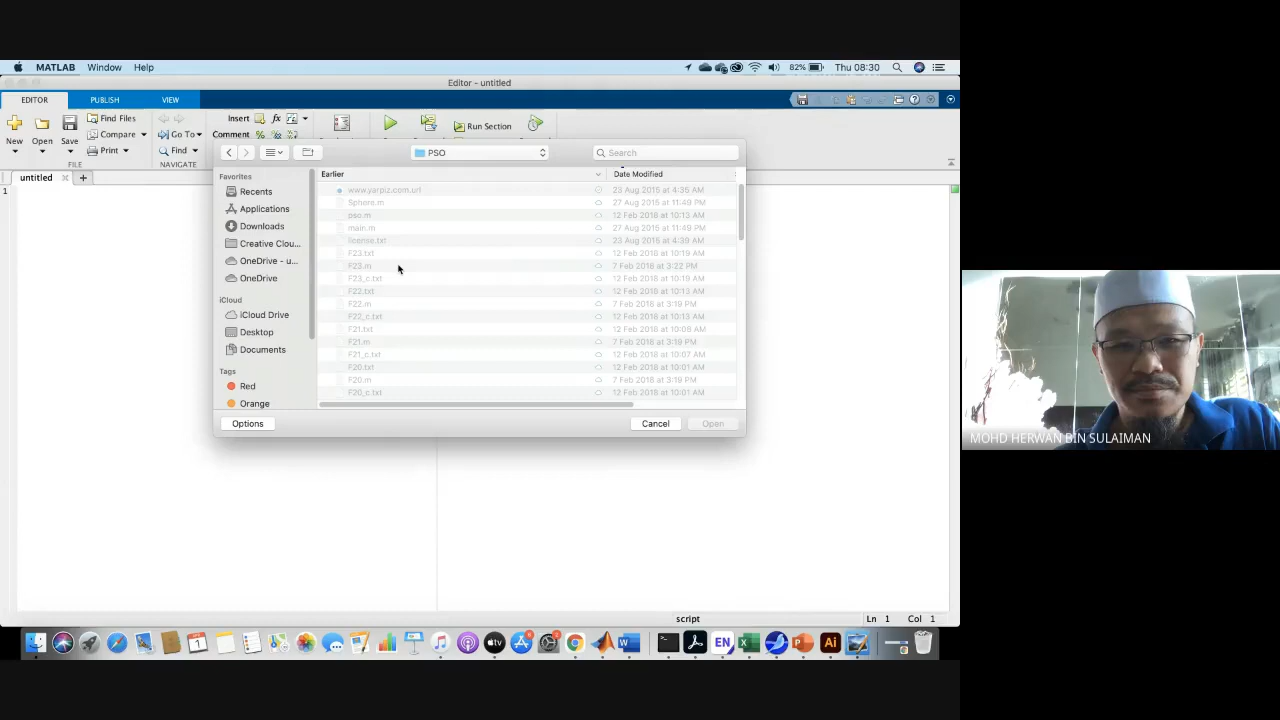 MATLAB Window Help 82% Thu 08:30
Editor - untitled
EDITOR PUBLISH VIEW
New Open Save
Find Files
Compare
Print
FILE
Go To
Find
NAVIGATE
Insert fx
Comment
Run Section
untitled
1
PSO
Search
Favorites
Recents
Applications
Downloads
Creative Clou...
OneDrive - u...
OneDrive
iCloud
iCloud Drive
Desktop
Documents
Tags
Red
Orange
Earlier Date Modified
www.yarpiz.com.url 23 Aug 2015 at 4:35 AM
Sphere.m 27 Aug 2015 at 11:49 PM
pso.m 12 Feb 2018 at 10:13 AM
main.m 27 Aug 2015 at 11:49 PM
license.txt 23 Aug 2015 at 4:39 AM
F23.txt 12 Feb 2018 at 10:19 AM
F23.m 7 Feb 2018 at 3:22 PM
F23_c.txt 12 Feb 2018 at 10:19 AM
F22.txt 12 Feb 2018 at 10:13 AM
F22.m 7 Feb 2018 at 3:19 PM
F22_c.txt 12 Feb 2018 at 10:13 AM
F21.txt 12 Feb 2018 at 10:08 AM
F21.m 7 Feb 2018 at 3:19 PM
F21_c.txt 12 Feb 2018 at 10:07 AM
F20.txt 12 Feb 2018 at 10:01 AM
F20.m 7 Feb 2018 at 3:19 PM
F20_c.txt 12 Feb 2018 at 10:01 AM
Options Cancel Open
script Ln 1 Col 1
MOHD HERWAN BIN SULAIMAN